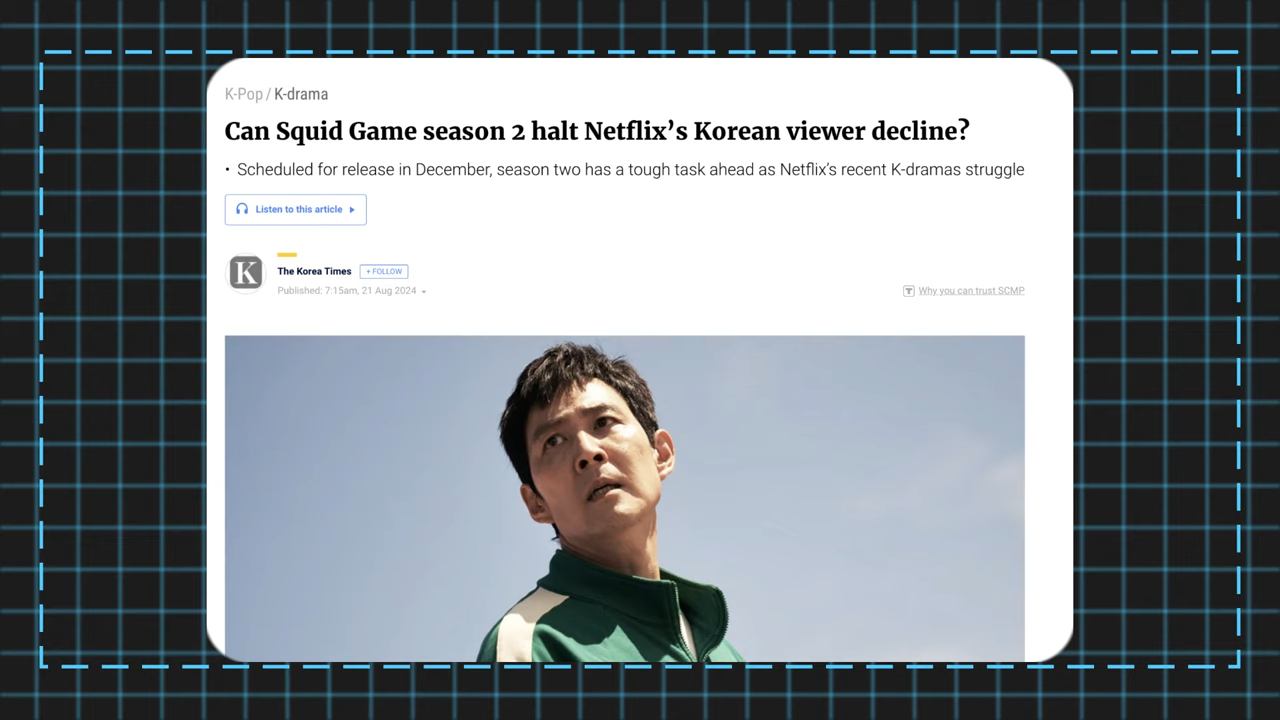 K-Pop / K-drama
Can Squid Game season 2 halt Netflix’s Korean viewer decline?
• Scheduled for release in December, season two has a tough task ahead as Netflix’s recent K-dramas struggle
Listen to this article
K
The Korea Times + FOLLOW
Published: 7:15am, 21 Aug 2024
T Why you can trust SCMP